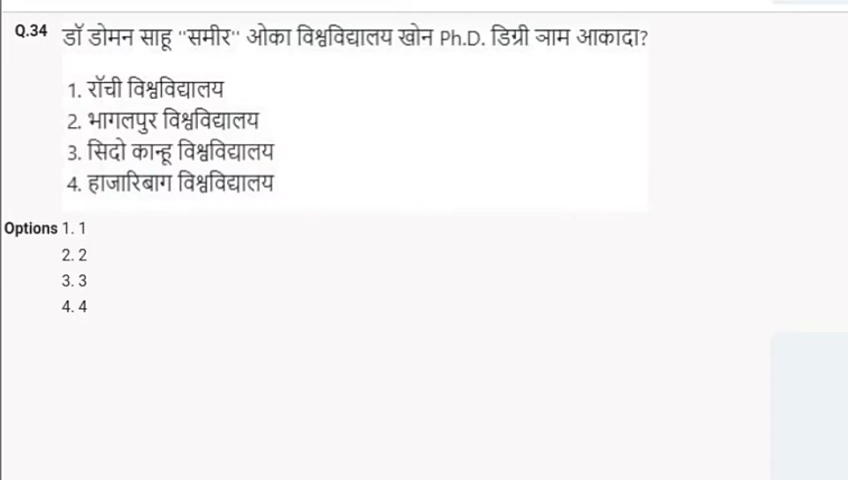 Q.34 डॉ डोमन साहू "समीर" ओका विश्वविद्यालय खोन Ph.D. डिग्री ञाम आकादा?
1. राँची विश्वविद्यालय
2. भागलपुर विश्वविद्यालय
3. सिदो कान्हू विश्वविद्यालय
4. हाजारिबाग विश्वविद्यालय
Options 1. 1
2. 2
3. 3
4. 4